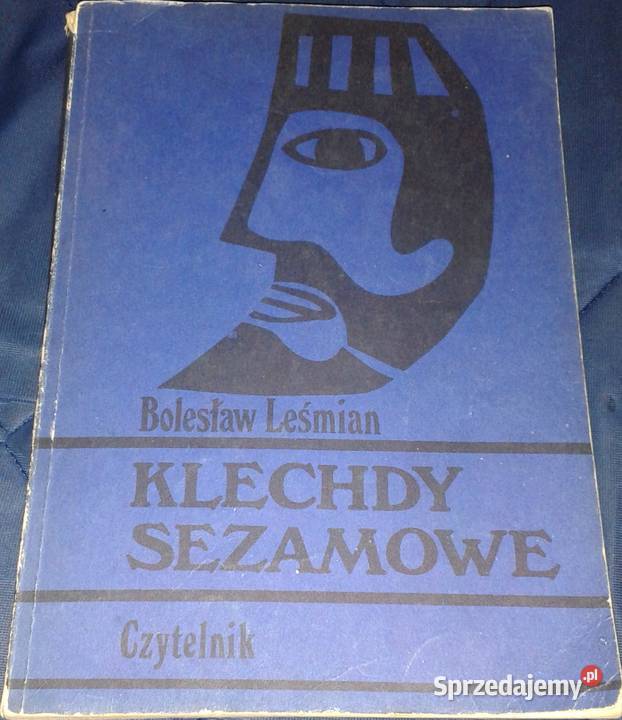 Bolesław Leśmian
KLECHDY
SEZAMOWE
Czytelnik
Sprzedajemy.pl